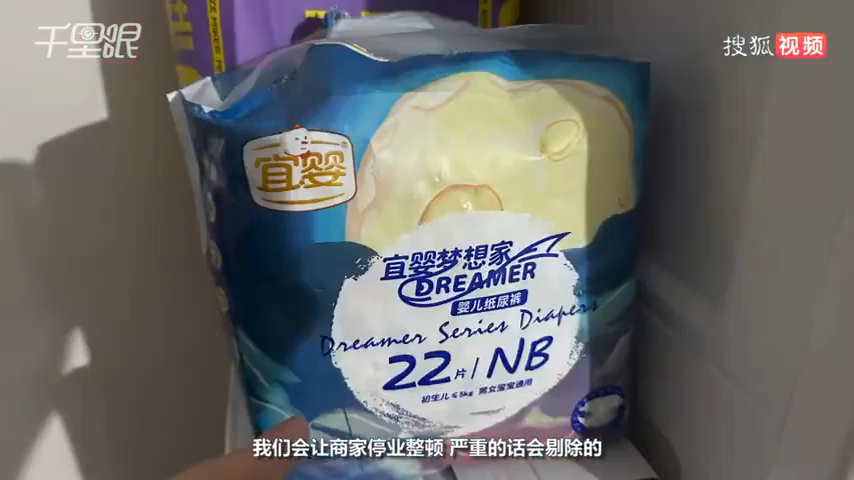 千里眼
搜狐视频
宜婴®
宜婴梦想家
DREAMER
婴儿纸尿裤
Dreamer Series Diapers
22片/NB
初生儿≤5kg 男女宝宝通用
我们会让商家停业整顿 严重的话会剔除的